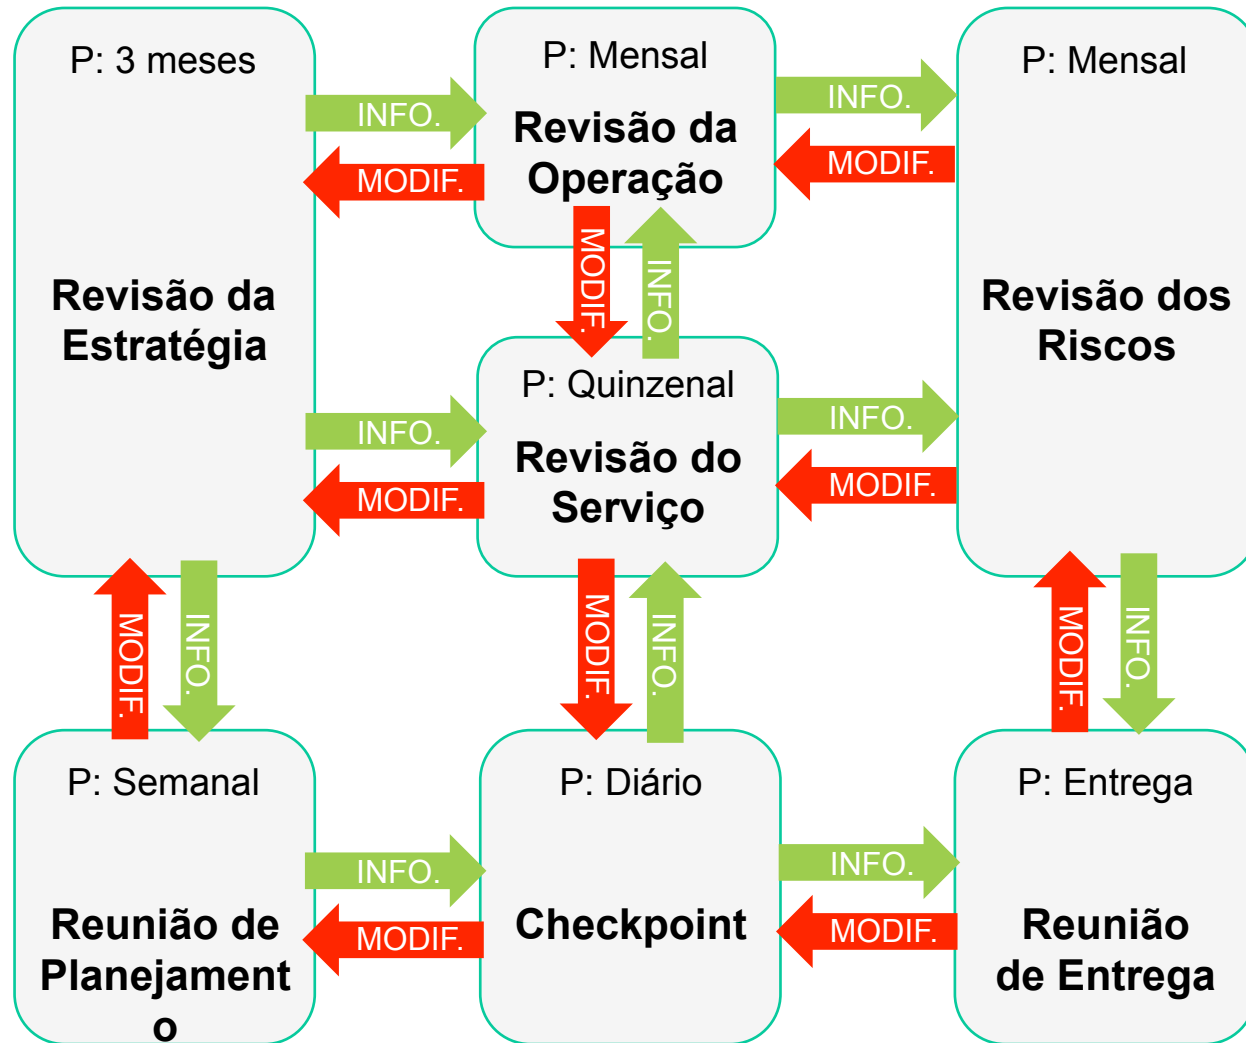 P: 3 meses
Revisão da
Estratégia
INFO.
MODIF.
P: Mensal
Revisão da
Operação
INFO.
MODIF.
P: Mensal
Revisão dos
Riscos
MODIF.
INFO.
INFO.
MODIF.
P: Quinzenal
Revisão do
Serviço
INFO.
MODIF.
MODIF.
INFO.
MODIF.
INFO.
MODIF.
INFO.
P: Semanal
Reunião de
Planejament
o
INFO.
MODIF.
P: Diário
Checkpoint
INFO.
MODIF.
P: Entrega
Reunião
de Entrega